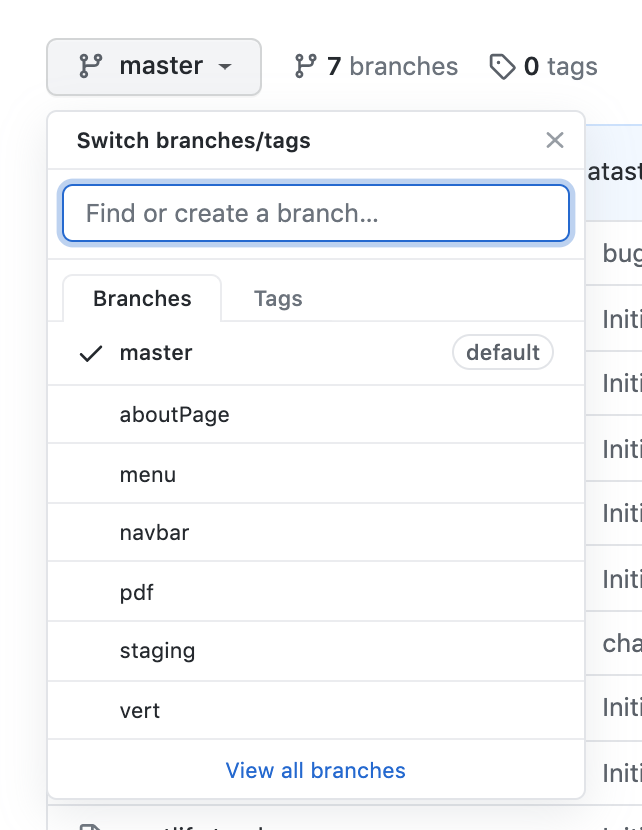 master 7 branches 0 tags
Switch branches/tags
Find or create a branch...
Branches Tags
master default
aboutPage
menu
navbar
pdf
staging
vert
View all branches
atast
bug
Initi
Initi
Initi
Initi
Initi
cha
Initi
Initi